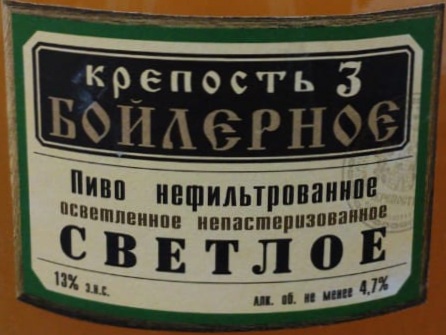 КРЕПОСТЬ 3
БОЙЛЕРНОЕ
Пиво нефильтрованное
осветленное непастеризованное
СВЕТЛОЕ
13% э.н.с.
алк. об. не менее 4,7%